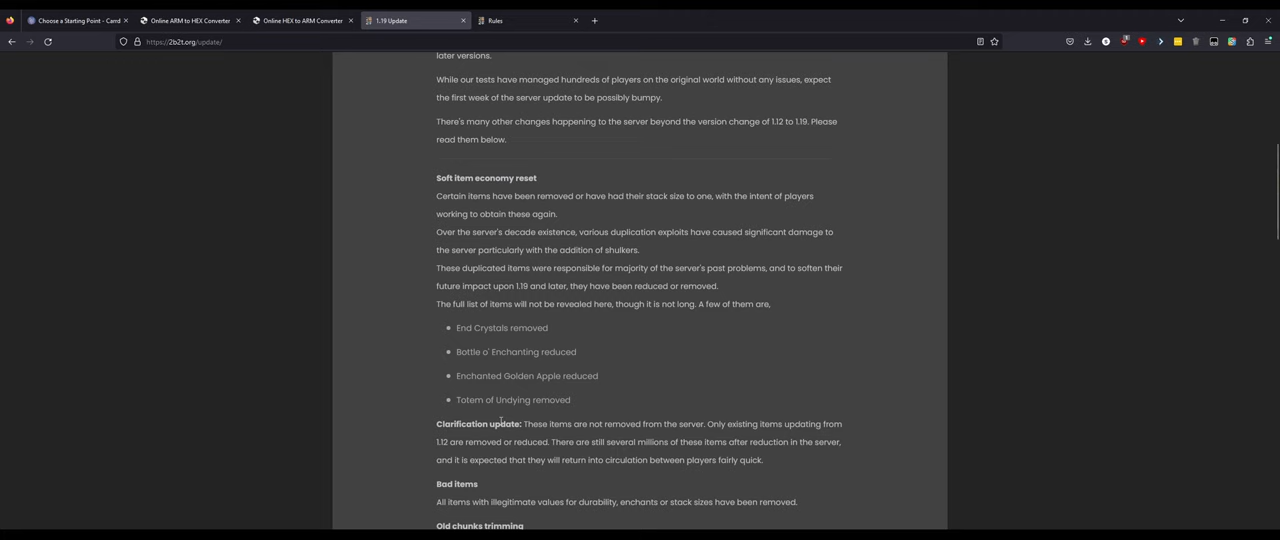 Choose a Starting Point - Carrd
Online ARM to HEX Converter
Online HEX to ARM Converter
1.19 Update
Rules
https://2b2t.org/update/
later versions.
While our tests have managed hundreds of players on the original world without any issues, expect
the first week of the server update to be possibly bumpy.
There's many other changes happening to the server beyond the version change of 1.12 to 1.19. Please
read them below.
Soft item economy reset
Certain items have been removed or have had their stack size to one, with the intent of players
working to obtain these again.
Over the server's decade existence, various duplication exploits have caused significant damage to
the server particularly with the addition of shulkers.
These duplicated items were responsible for majority of the server's past problems, and to soften their
future impact upon 1.19 and later, they have been reduced or removed.
The full list of items will not be revealed here, though it is not long. A few of them are,
End Crystals removed
Bottle o' Enchanting reduced
Enchanted Golden Apple reduced
Totem of Undying removed
Clarification update: These items are not removed from the server. Only existing items updating from
1.12 are removed or reduced. There are still several millions of these items after reduction in the server,
and it is expected that they will return into circulation between players fairly quick.
Bad items
All items with illegitimate values for durability, enchants or stack sizes have been removed.
Old chunks trimming